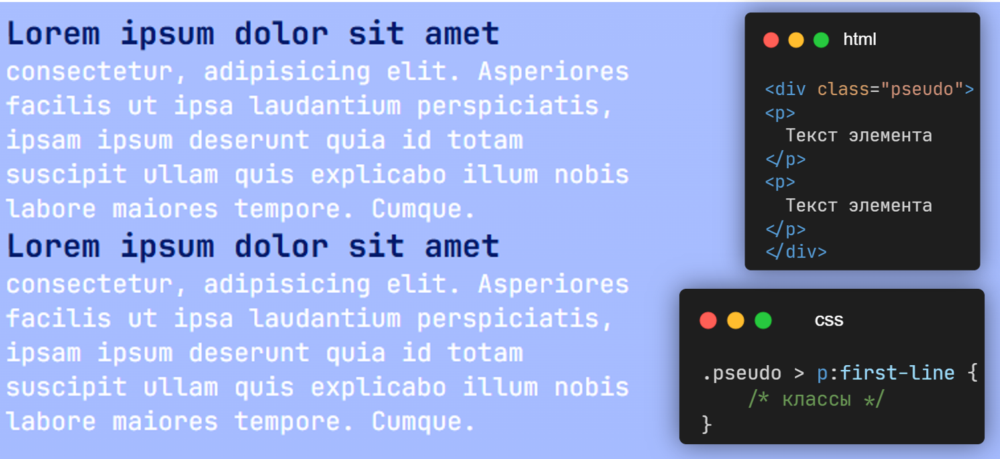 Lorem ipsum dolor sit amet
consectetur, adipisicing elit. Asperiores
facilis ut ipsa laudantium perspiciatis,
ipsam ipsum deserunt quia id totam
suscipit ullam quis explicabo illum nobis
labore maiores tempore. Cumque.
Lorem ipsum dolor sit amet
consectetur, adipisicing elit. Asperiores
facilis ut ipsa laudantium perspiciatis,
ipsam ipsum deserunt quia id totam
suscipit ullam quis explicabo illum nobis
labore maiores tempore. Cumque.
html
<div class="pseudo">
<p>
Текст элемента
</p>
<p>
Текст элемента
</p>
</div>
css
.pseudo > p:first-line {
/* классы */
}